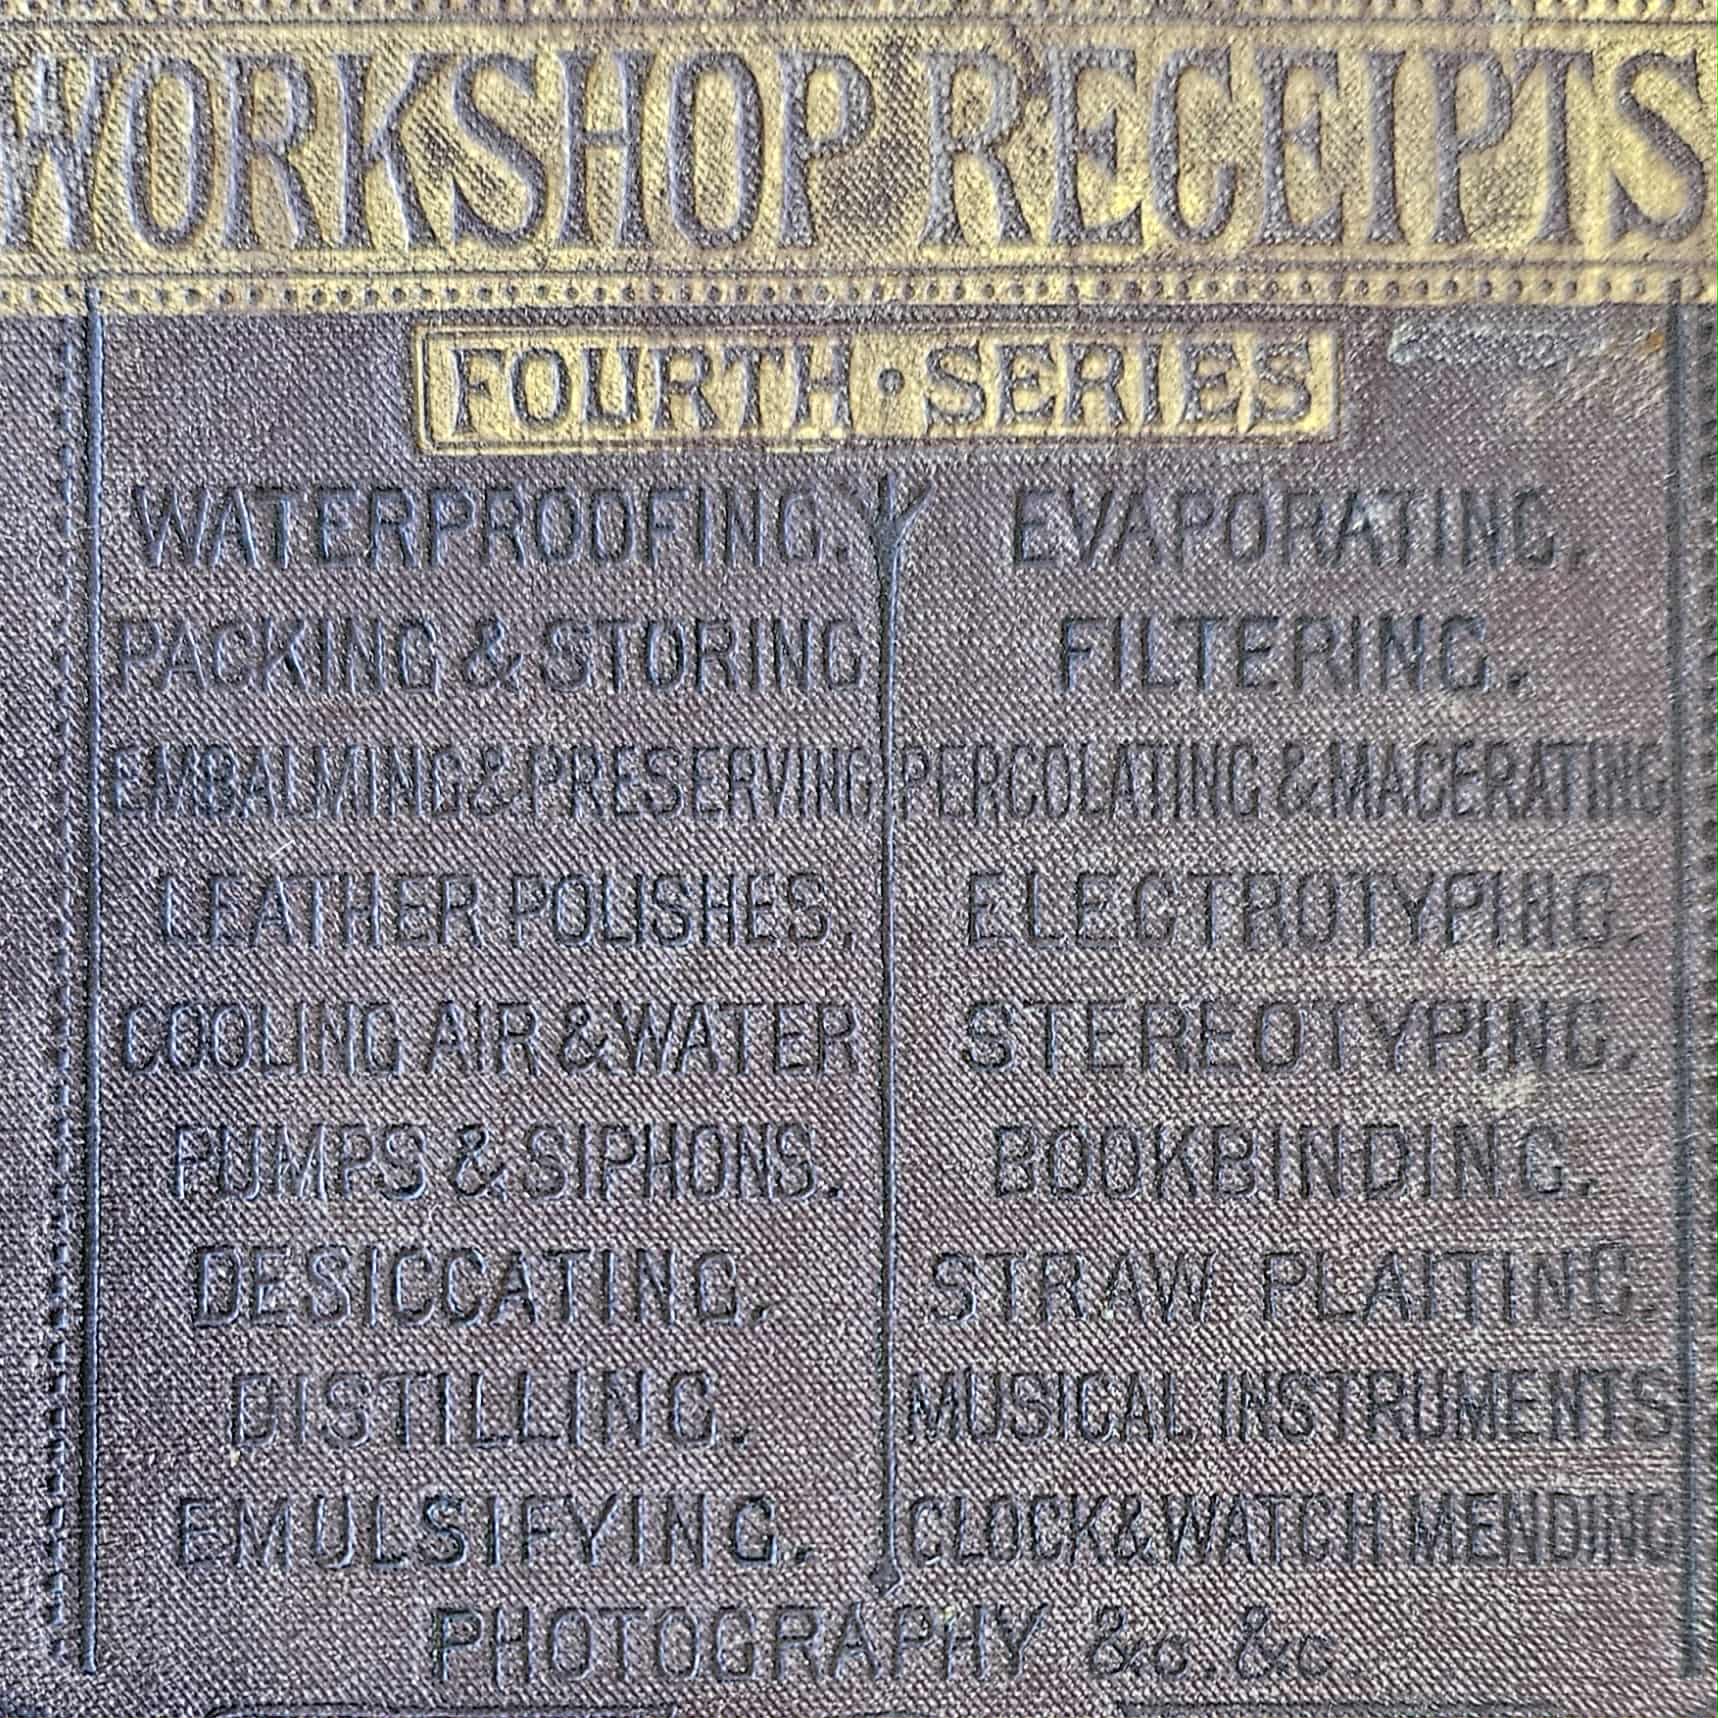 WORKSHOP RECEIPTS
FOURTH · SERIES
WATERPROOFING.
PACKING & STORING
EMBALMING & PRESERVING
LEATHER POLISHES,
COOLING AIR & WATER
PUMPS & SIPHONS.
DESICCATING.
DISTILLING.
EMULSIFYING.
EVAPORATING.
FILTERING.
PERCOLATING & MACERATING
ELECTROTYPING
STEREOTYPING.
BOOKBINDING.
STRAW PLAITING.
MUSICAL INSTRUMENTS
CLOCK & WATCH MENDING
PHOTOGRAPHY &c. &c.